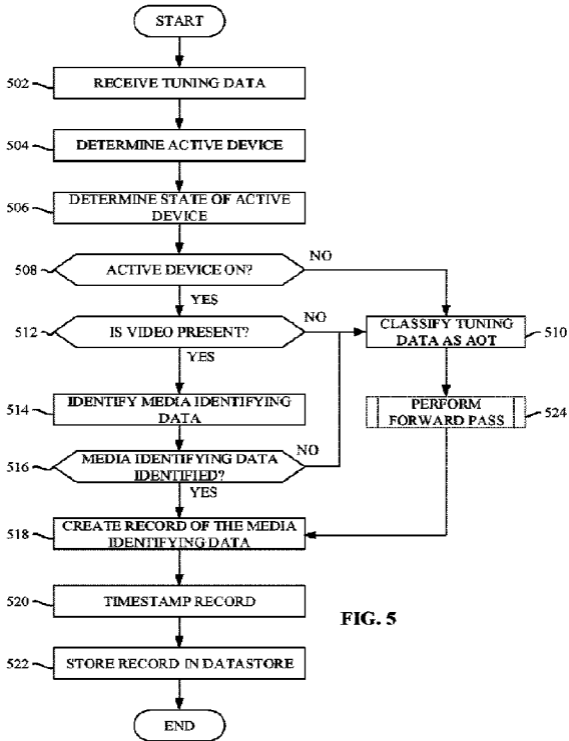 START
502
RECEIVE TUNING DATA
504
DETERMINE ACTIVE DEVICE
506
DETERMINE STATE OF ACTIVE
DEVICE
508
ACTIVE DEVICE ON?
NO
YES
512
IS VIDEO PRESENT?
NO
YES
CLASSIFY TUNING
DATA AS AOT
510
514
IDENTIFY MEDIA IDENTIFYING
DATA
PERFORM
FORWARD PASS
524
516
MEDIA IDENTIFYING DATA
IDENTIFIED?
NO
YES
518
CREATE RECORD OF THE MEDIA
IDENTIFYING DATA
520
TIMESTAMP RECORD
FIG. 5
522
STORE RECORD IN DATASTORE
END